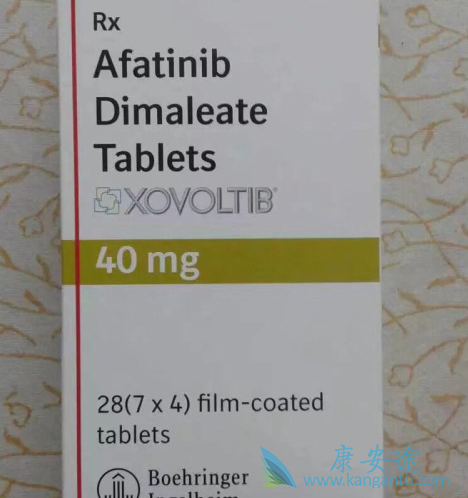 Rx
Afatinib
Dimaleate
Tablets
XOVOLTIB®
40 mg
28(7 x 4) film-coated
tablets
Boehringer
Ingelheim
康安途
www.kangantu.com